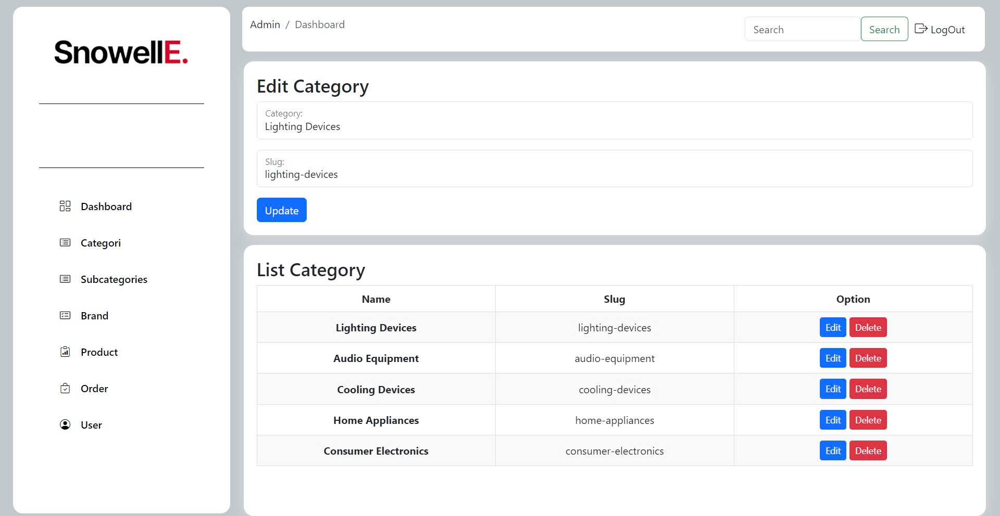 SnowellE.
Dashboard
Categori
Subcategories
Brand
Product
Order
User
Admin / Dashboard
Search Search LogOut
Edit Category
Category:
Lighting Devices
Slug:
lighting-devices
Update
List Category
Name Slug Option
Lighting Devices lighting-devices Edit Delete
Audio Equipment audio-equipment Edit Delete
Cooling Devices cooling-devices Edit Delete
Home Appliances home-appliances Edit Delete
Consumer Electronics consumer-electronics Edit Delete